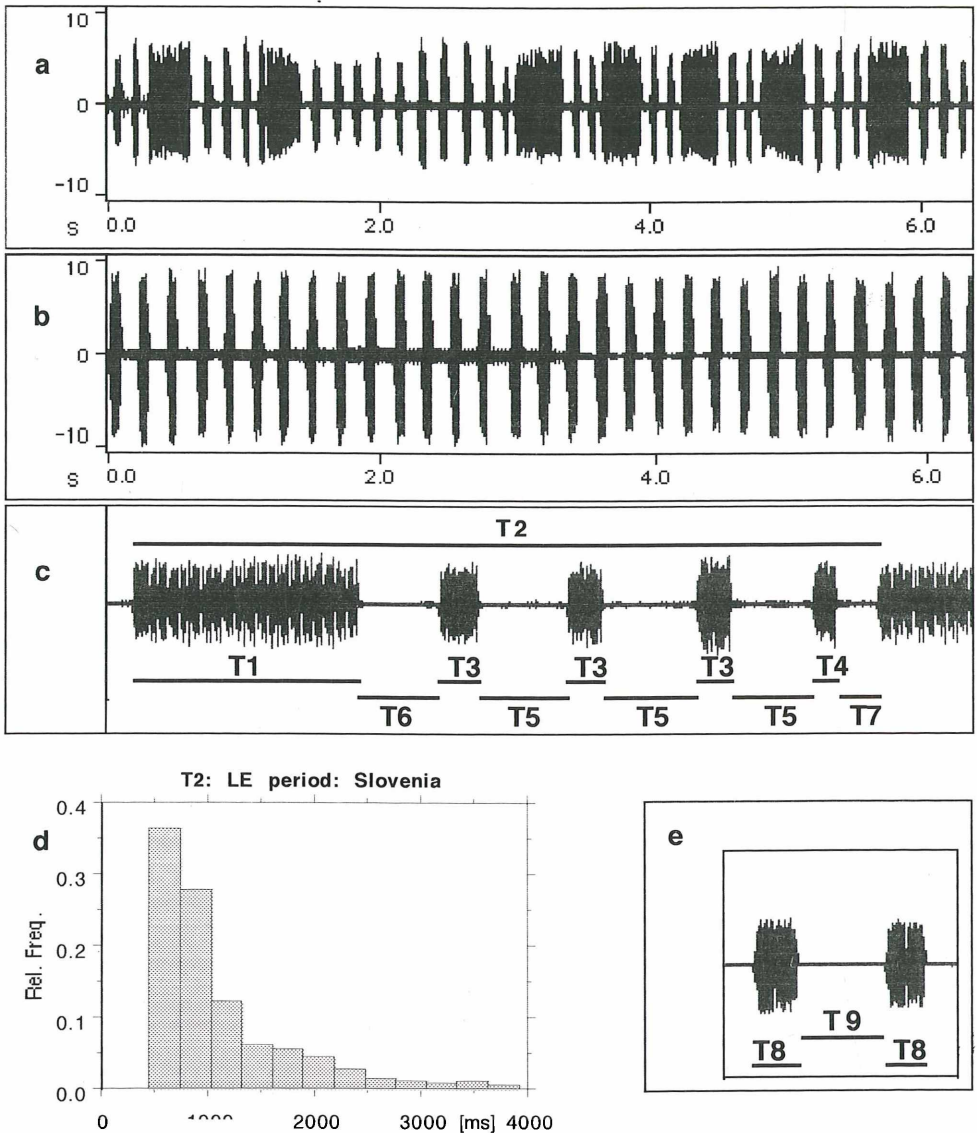 a
10
0
-10
S 0.0 2.0 4.0 6.0
b
10
0
-10
S 0.0 2.0 4.0 6.0
c
T2
T1 T3 T3 T3 T4
T6 T5 T5 T5 T7
T2: LE period: Slovenia
d
Rel. Freq.
0.4
0.3
0.2
0.1
0.0
0 2000 3000 [ms] 4000
e
T9
T8 T8